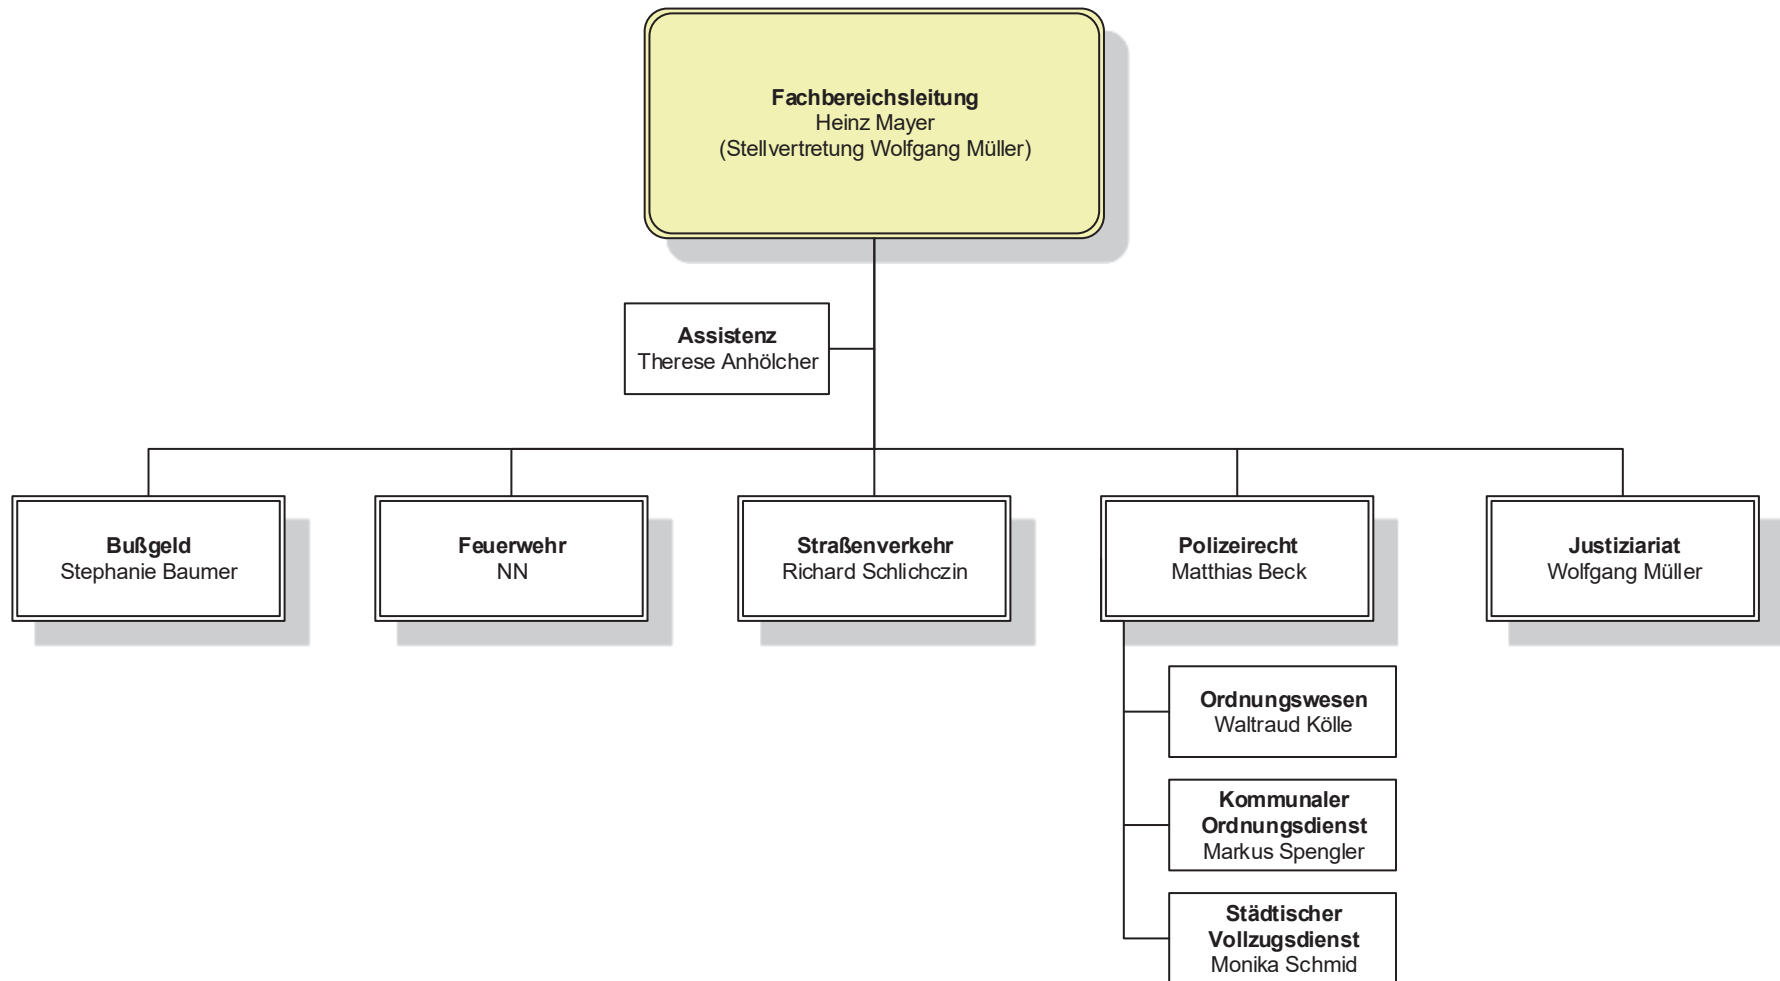 Fachbereichsleitung
Heinz Mayer
(Stellvertretung Wolfgang Müller)
Assistenz
Therese Anhölcher
Bußgeld
Stephanie Baumer
Feuerwehr
NN
Straßenverkehr
Richard Schlichczin
Polizeirecht
Matthias Beck
Justiziariat
Wolfgang Müller
Ordnungswesen
Waltraud Kölle
Kommunaler
Ordnungsdienst
Markus Spengler
Städtischer
Vollzugsdienst
Monika Schmid